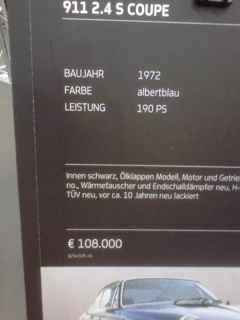 911 2.4 S COUPE
BAUJAHR 1972
FARBE albertblau
LEISTUNG 190 PS
Innen schwarz, Ölklappen Modell, Motor und Getrie
no., Wärmetauscher und Endschalldämpfer neu, H-
TÜV neu, vor ca. 10 Jahren neu lackiert
€ 108.000